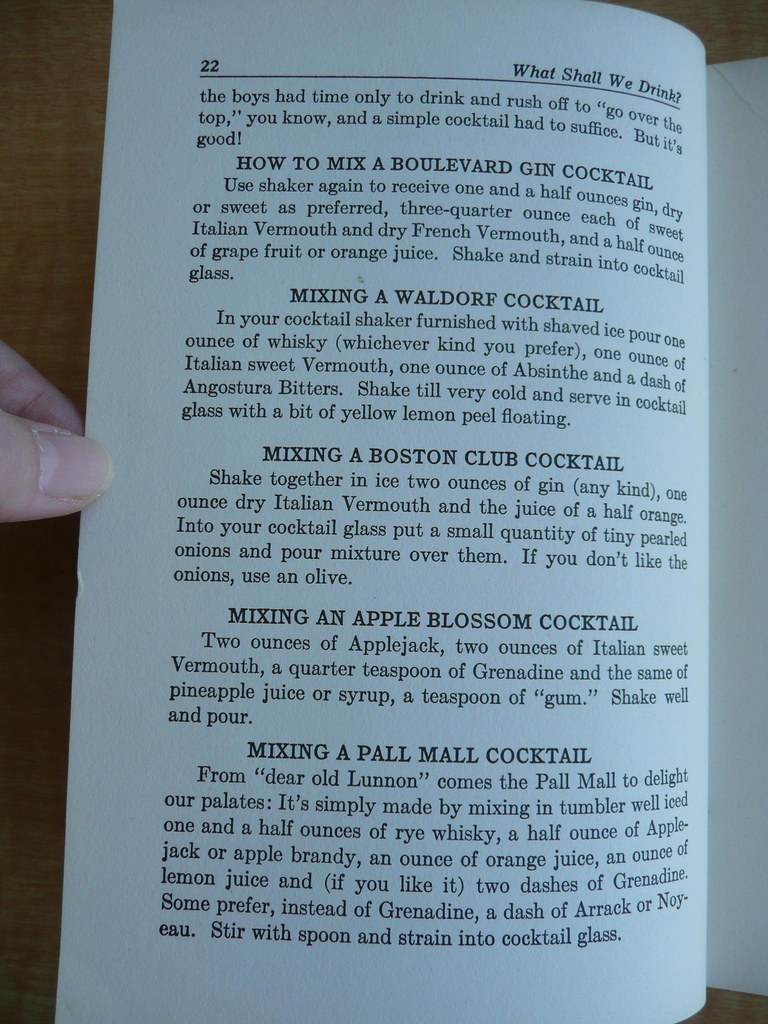 22 What Shall We Drink?
the boys had time only to drink and rush off to "go over the
top," you know, and a simple cocktail had to suffice. But it's
good!
HOW TO MIX A BOULEVARD GIN COCKTAIL
Use shaker again to receive one and a half ounces gin, dry
or sweet as preferred, three-quarter ounce each of sweet
Italian Vermouth and dry French Vermouth, and a half ounce
of grape fruit or orange juice. Shake and strain into cocktail
glass.
MIXING A WALDORF COCKTAIL
In your cocktail shaker furnished with shaved ice pour one
ounce of whisky (whichever kind you prefer), one ounce of
Italian sweet Vermouth, one ounce of Absinthe and a dash of
Angostura Bitters. Shake till very cold and serve in cocktail
glass with a bit of yellow lemon peel floating.
MIXING A BOSTON CLUB COCKTAIL
Shake together in ice two ounces of gin (any kind), one
ounce dry Italian Vermouth and the juice of a half orange.
Into your cocktail glass put a small quantity of tiny pearled
onions and pour mixture over them. If you don't like the
onions, use an olive.
MIXING AN APPLE BLOSSOM COCKTAIL
Two ounces of Applejack, two ounces of Italian sweet
Vermouth, a quarter teaspoon of Grenadine and the same of
pineapple juice or syrup, a teaspoon of "gum." Shake well
and pour.
MIXING A PALL MALL COCKTAIL
From "dear old Lunnon" comes the Pall Mall to delight
our palates: It's simply made by mixing in tumbler well iced
one and a half ounces of rye whisky, a half ounce of Apple-
jack or apple brandy, an ounce of orange juice, an ounce of
lemon juice and (if you like it) two dashes of Grenadine.
Some prefer, instead of Grenadine, a dash of Arrack or Noy-
eau. Stir with spoon and strain into cocktail glass.